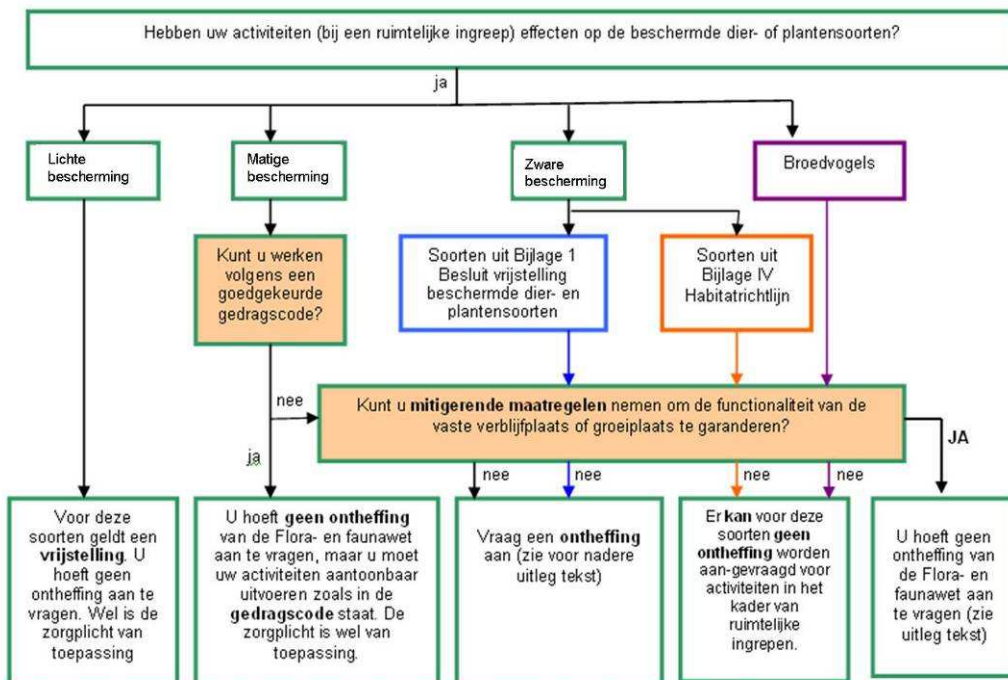 Hebben uw activiteiten (bij een ruimtelijke ingreep) effecten op de beschermde dier- of plantensoorten?
ja
Lichte
bescherming
Matige
bescherming
Zware
bescherming
Broedvogels
Kunt u werken
volgens een
goedgekeurde
gedragscode?
Soorten uit Bijlage 1
Besluit vrijstelling
beschermde dier- en
plantensoorten
Soorten uit
Bijlage IV
Habitatrichtlijn
nee
Kunt u mitigerende maatregelen nemen om de functionaliteit van de
vaste verblijfplaats of groeiplaats te garanderen?
JA
ja
nee
nee
nee
nee
Voor deze
soorten geldt een
vrijstelling. U
hoeft geen
ontheffing aan te
vragen. Wel is de
zorgplicht van
toepassing
U hoeft geen ontheffing
van de Flora- en faunawet
aan te vragen, maar u moet
uw activiteiten aantoonbaar
uitvoeren zoals in de
gedragscode staat. De
zorgplicht is wel van
toepassing.
Vraag een ontheffing
aan (zie voor nadere
uitleg tekst)
Er kan voor deze
soorten geen
ontheffing worden
aan-gevraagd voor
activiteiten in het
kader van
ruimtelijke
ingrepen.
U hoeft geen
ontheffing van
de Flora- en
faunawet aan
te vragen (zie
uitleg tekst)